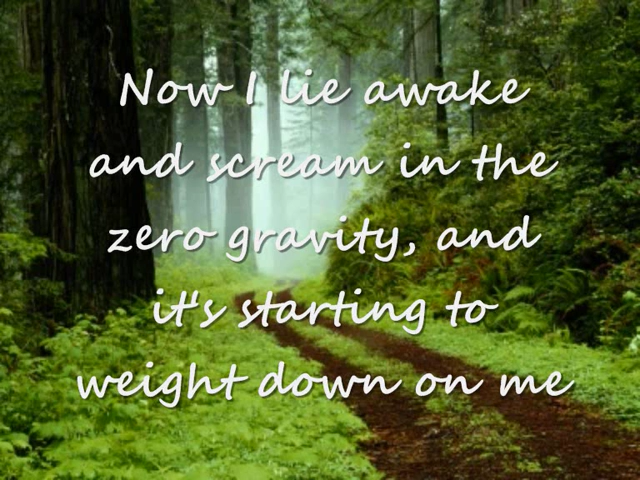 Now I lie awake
and scream in the
zero gravity, and
it's starting to
weight down on me